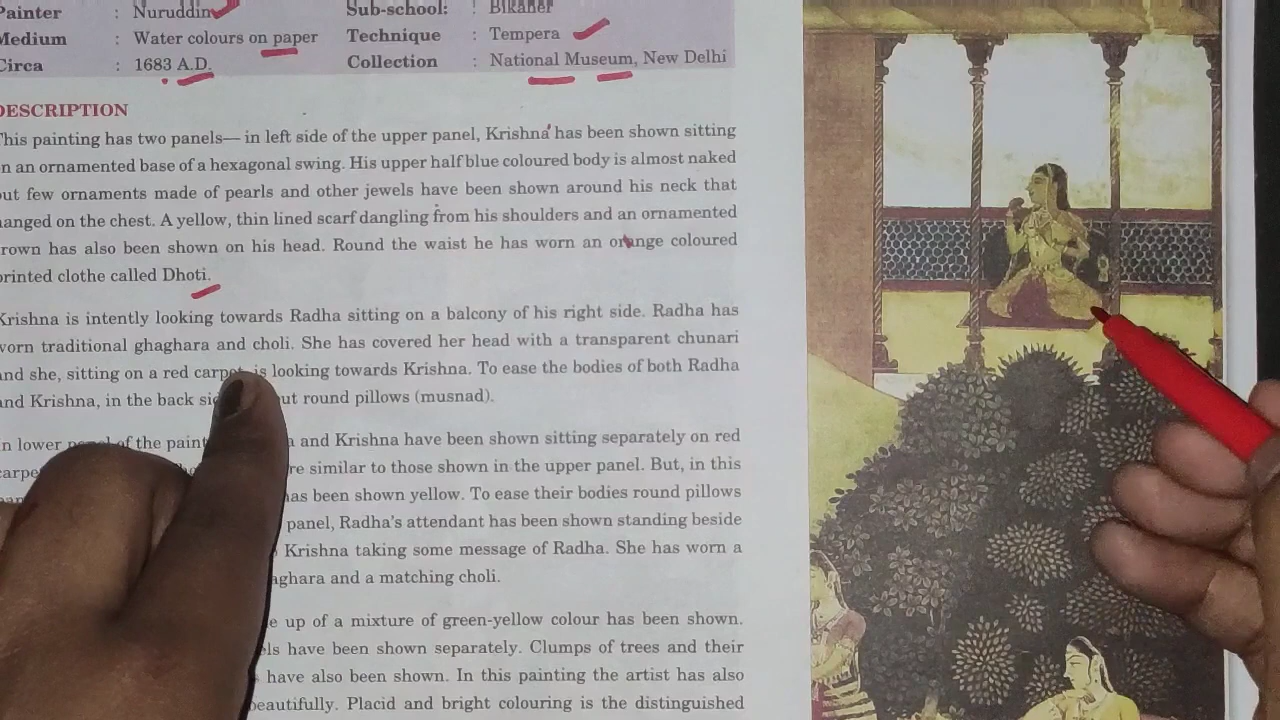 Painter : Nuruddin Sub-school: : Bikaner
Medium : Water colours on paper Technique : Tempera
Circa : 1683 A.D. Collection : National Museum, New Delhi
DESCRIPTION
This painting has two panels— in left side of the upper panel, Krishna has been shown sitting
on an ornamented base of a hexagonal swing. His upper half blue coloured body is almost naked
but few ornaments made of pearls and other jewels have been shown around his neck that
hanged on the chest. A yellow, thin lined scarf dangling from his shoulders and an ornamented
crown has also been shown on his head. Round the waist he has worn an orange coloured
printed clothe called Dhoti.
Krishna is intently looking towards Radha sitting on a balcony of his right side. Radha has
worn traditional ghaghara and choli. She has covered her head with a transparent chunari
and she, sitting on a red carpet is looking towards Krishna. To ease the bodies of both Radha
and Krishna, in the back round pillows (musnad).
In lower panel of the and Krishna have been shown sitting separately on red
similar to those shown in the upper panel. But, in this
has been shown yellow. To ease their bodies round pillows
panel, Radha's attendant has been shown standing beside
Krishna taking some message of Radha. She has worn a
ghaghara and a matching choli.
up of a mixture of green-yellow colour has been shown.
have been shown separately. Clumps of trees and their
have also been shown. In this painting the artist has also
beautifully. Placid and bright colouring is the distinguished